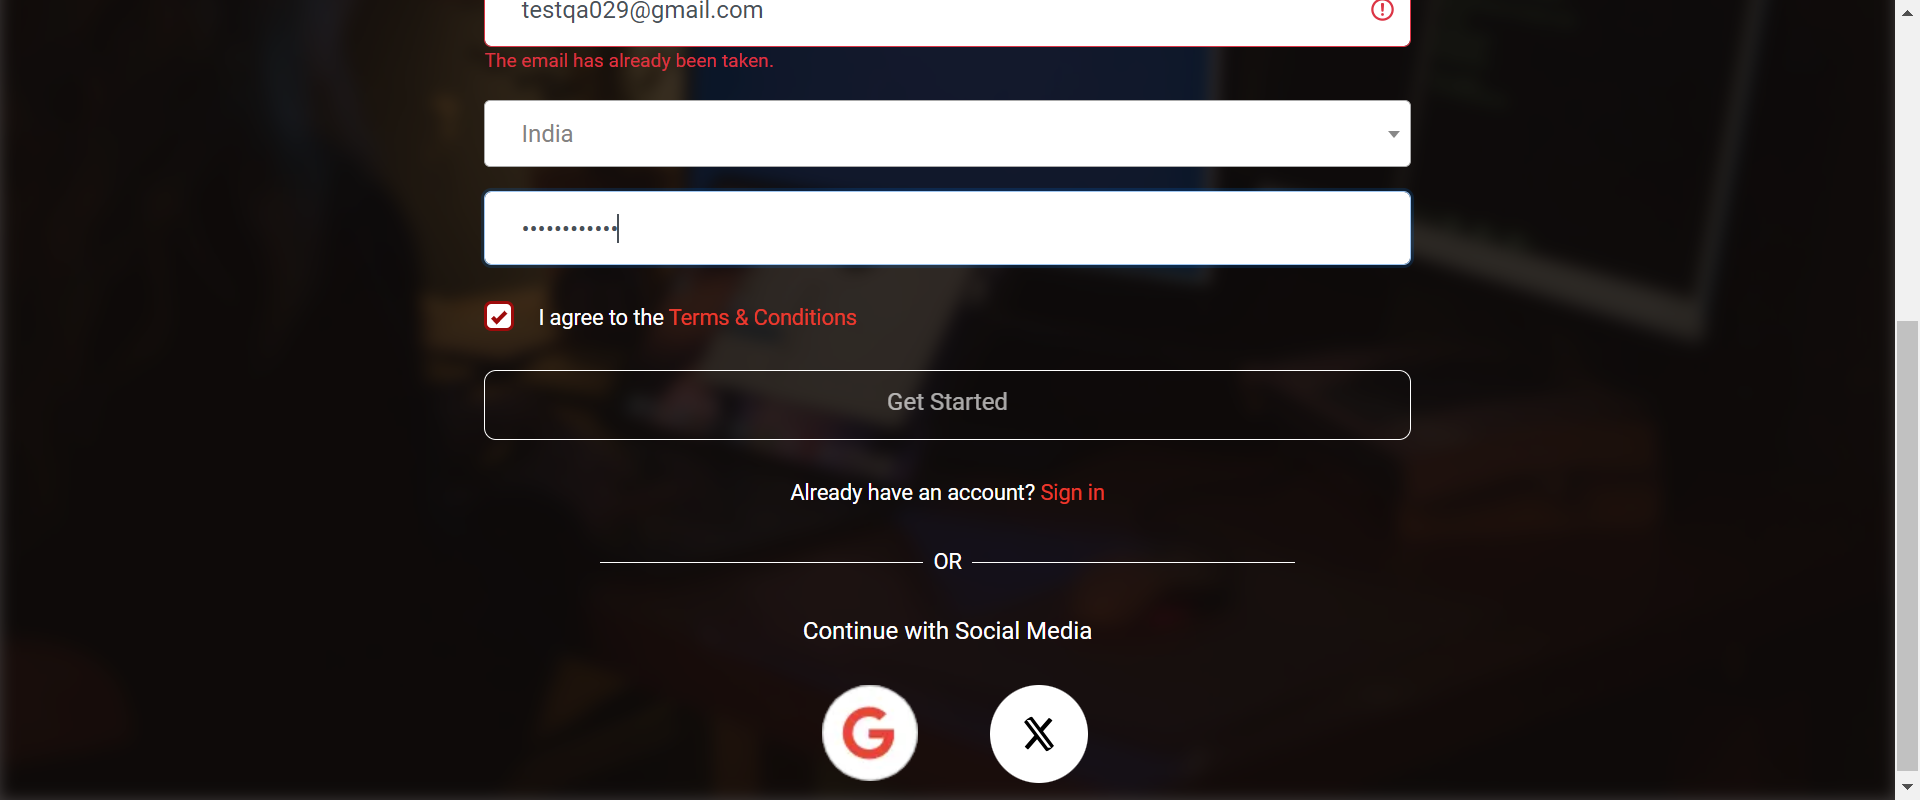 testqa029@gmail.com
The email has already been taken.
India
••••••••••••
I agree to the Terms & Conditions
Get Started
Already have an account? Sign in
OR
Continue with Social Media